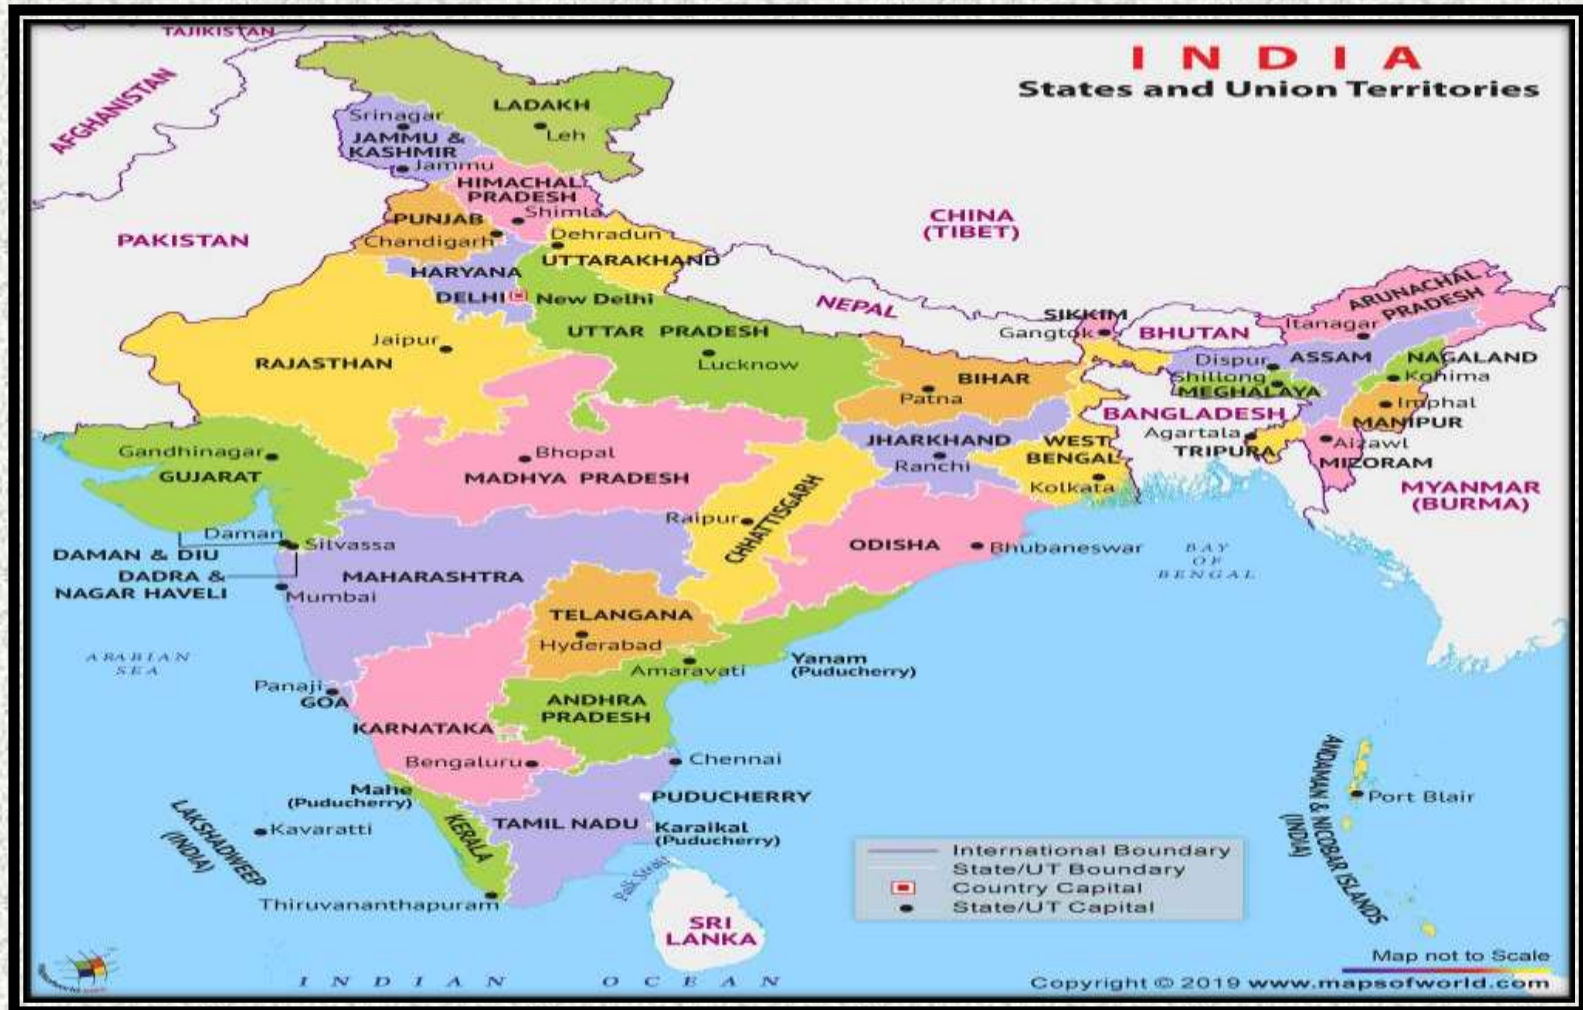 INDIA
States and Union Territories
TAJIKISTAN
AFGHANISTAN
PAKISTAN
CHINA
(TIBET)
NEPAL
BHUTAN
BANGLADESH
MYANMAR
(BURMA)
SRI
LANKA
LADAKH
Leh
Srinagar
JAMMU &
KASHMIR
Jammu
HIMACHAL
PRADESH
Shimla
PUNJAB
Chandigarh
Dehradun
UTTARAKHAND
HARYANA
DELHI
New Delhi
UTTAR PRADESH
Lucknow
Jaipur
RAJASTHAN
BIHAR
Patna
SIKKIM
Gangtok
ARUNACHAL
PRADESH
Itanagar
Dispur
ASSAM
NAGALAND
Kohima
Shillong
MEGHALAYA
Imphal
MANIPUR
Agartala
TRIPURA
Aizawl
MIZORAM
Gandhinagar
GUJARAT
Bhopal
MADHYA PRADESH
JHARKHAND
Ranchi
WEST
BENGAL
Kolkata
Raipur
CHHATTISGARH
ODISHA
Bhubaneswar
BAY
OF
BENGAL
Daman
Silvassa
DAMAN & DIU
DADRA &
NAGAR HAVELI
MAHARASHTRA
Mumbai
TELANGANA
Hyderabad
Amaravati
Yanam
(Puducherry)
ARABIAN
SEA
Panaji
GOA
KARNATAKA
ANDHRA
PRADESH
Bengaluru
Chennai
Mahe
(Puducherry)
PUDUCHERRY
TAMIL NADU
Karaikal
(Puducherry)
KERALA
LAKSHADWEEP
(INDIA)
Kavaratti
Thiruvananthapuram
Palk Strait
ANDAMAN & NICOBAR ISLANDS
(INDIA)
Port Blair
International Boundary
State/UT Boundary
Country Capital
State/UT Capital
INDIAN OCEAN
Map not to Scale
Copyright © 2019 www.mapsofworld.com